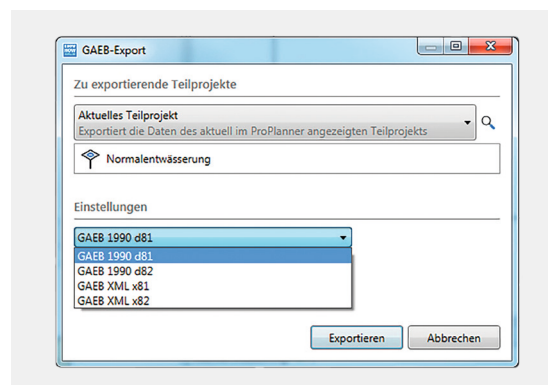 GAEB-Export
Zu exportierende Teilprojekte
Aktuelles Teilprojekt
Exportiert die Daten des aktuell im ProPlanner angezeigten Teilprojekts
Normalentwässerung
Einstellungen
GAEB 1990 d81
GAEB 1990 d81
GAEB 1990 d82
GAEB XML x81
GAEB XML x82
Exportieren Abbrechen